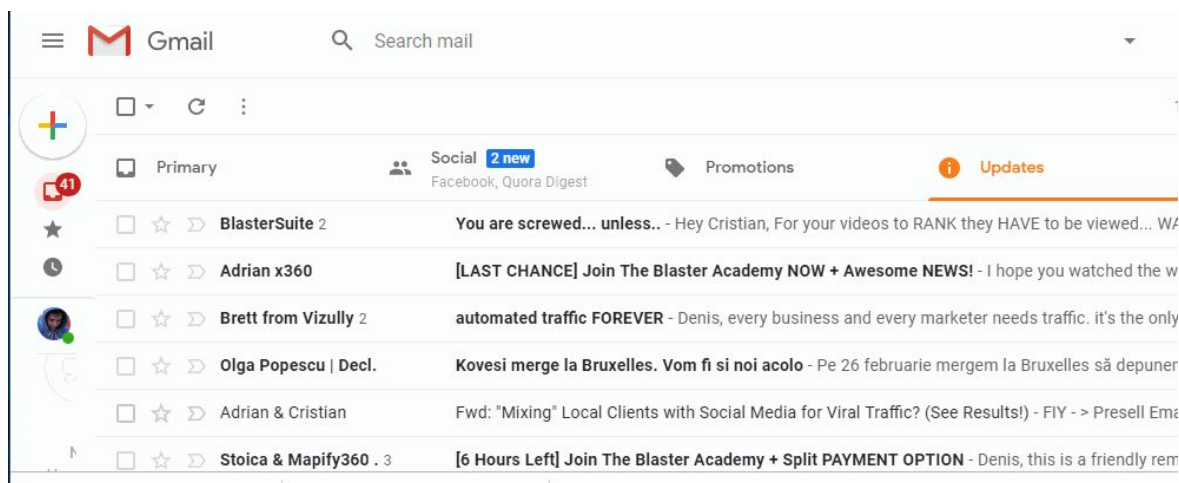 Gmail
Search mail
Primary
Social 2 new
Facebook, Quora Digest
Promotions
Updates
41
BlasterSuite 2 You are screwed... unless.. - Hey Cristian, For your videos to RANK they HAVE to be viewed... WA
Adrian x360 [LAST CHANCE] Join The Blaster Academy NOW + Awesome NEWS! - I hope you watched the w
Brett from Vizully 2 automated traffic FOREVER - Denis, every business and every marketer needs traffic. it's the only
Olga Popescu | Decl. Kovesi merge la Bruxelles. Vom fi si noi acolo - Pe 26 februarie mergem la Bruxelles să depunem
Adrian & Cristian Fwd: "Mixing" Local Clients with Social Media for Viral Traffic? (See Results!) - FIY - > Presell Ema
Stoica & Mapify360 . 3 [6 Hours Left] Join The Blaster Academy + Split PAYMENT OPTION - Denis, this is a friendly rem